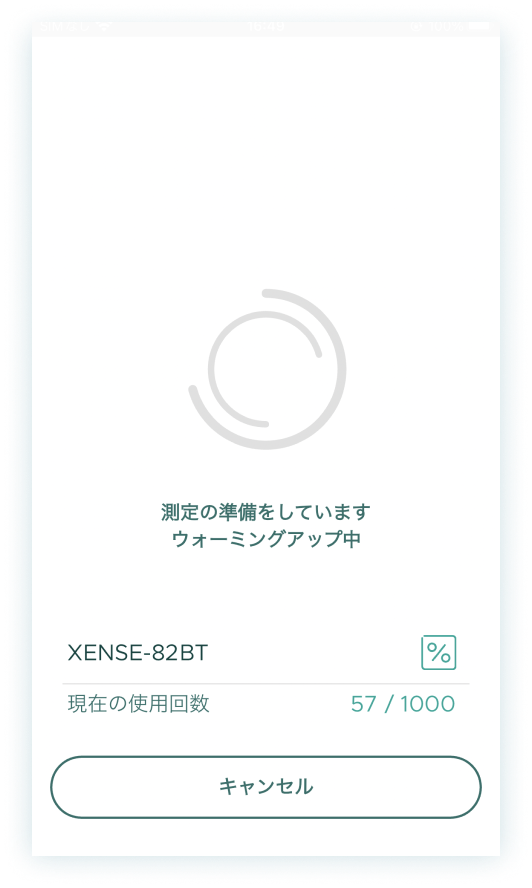 測定の準備をしています
ウォーミングアップ中
XENSE-82BT
%
現在の使用回数 57 / 1000
キャンセル